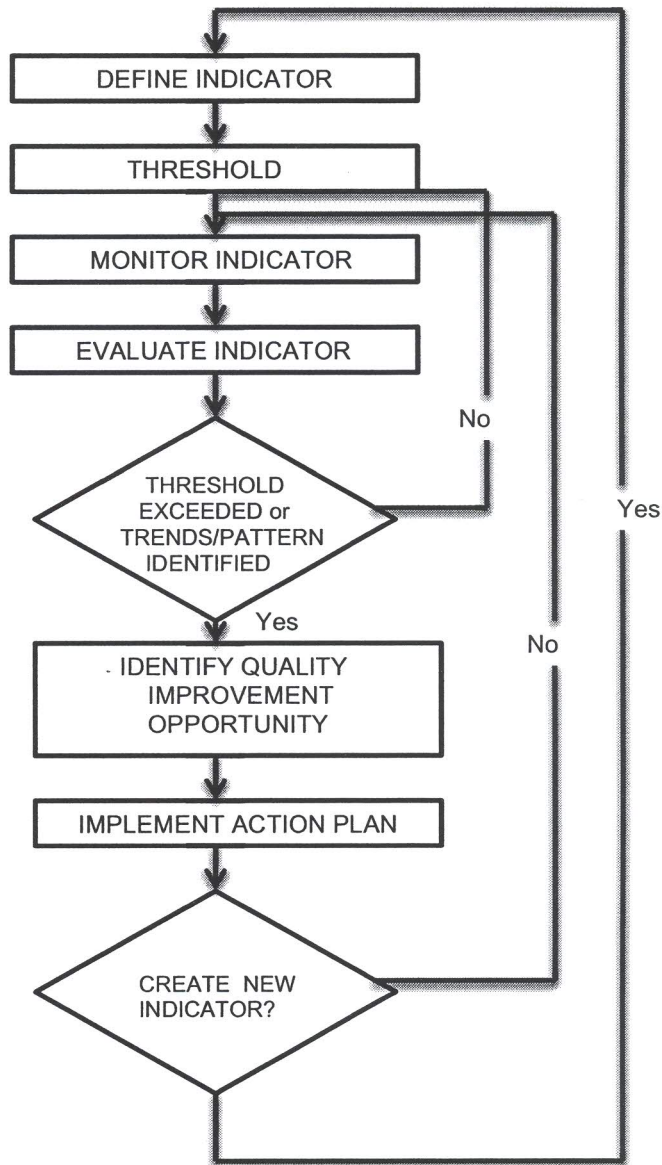 DEFINE INDICATOR
THRESHOLD
MONITOR INDICATOR
EVALUATE INDICATOR
No
THRESHOLD
EXCEEDED or
TRENDS/PATTERN
IDENTIFIED
Yes
Yes
No
IDENTIFY QUALITY
IMPROVEMENT
OPPORTUNITY
IMPLEMENT ACTION PLAN
CREATE NEW
INDICATOR?